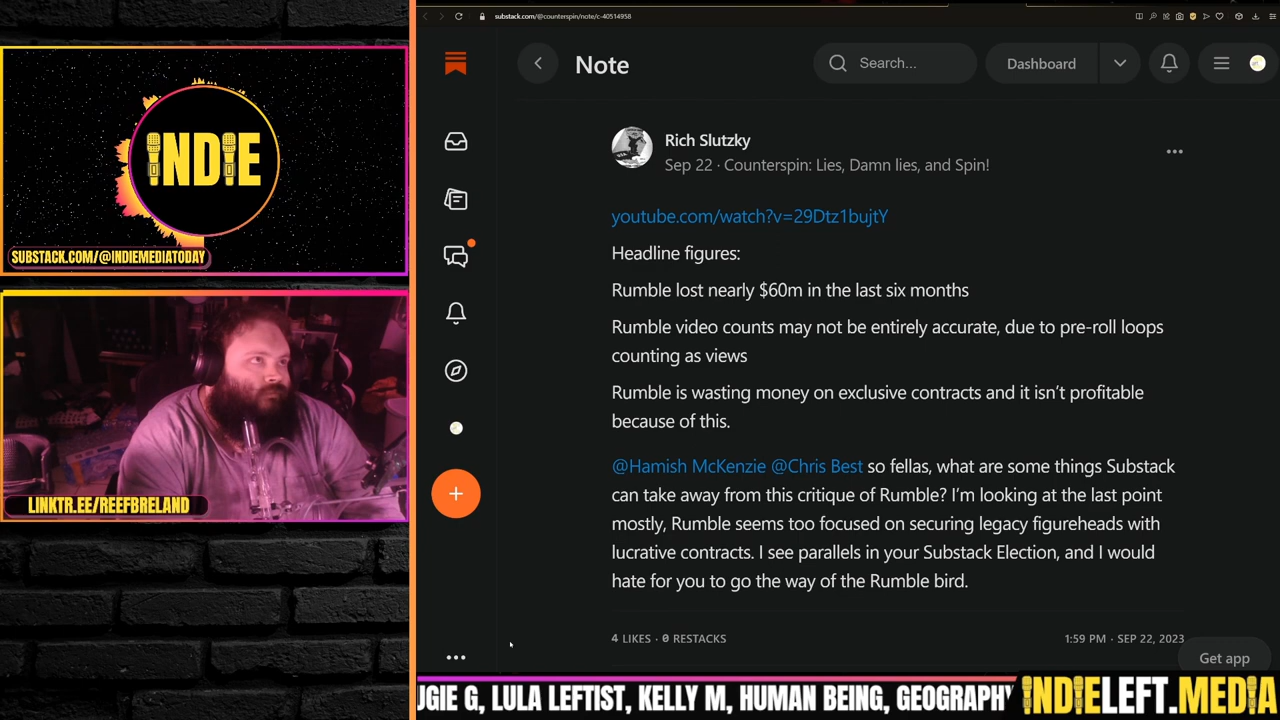 substack.com/@counterspin/note/c-40514958
INDIE
SUBSTACK.COM/@INDIEMEDIATODAY
LINKTR.EE/REEFBRELAND
Note
Search...
Dashboard
Rich Slutzky
Sep 22 · Counterspin: Lies, Damn lies, and Spin!
youtube.com/watch?v=29Dtz1bujtY
Headline figures:
Rumble lost nearly $60m in the last six months
Rumble video counts may not be entirely accurate, due to pre-roll loops
counting as views
Rumble is wasting money on exclusive contracts and it isn’t profitable
because of this.
@Hamish McKenzie @Chris Best so fellas, what are some things Substack
can take away from this critique of Rumble? I’m looking at the last point
mostly, Rumble seems too focused on securing legacy figureheads with
lucrative contracts. I see parallels in your Substack Election, and I would
hate for you to go the way of the Rumble bird.
4 LIKES · 0 RESTACKS
1:59 PM · SEP 22, 2023
Get app
UGIE G, LULA LEFTIST, KELLY M, HUMAN BEING, GEOGRAPHY
INDIELEFT.MEDIA